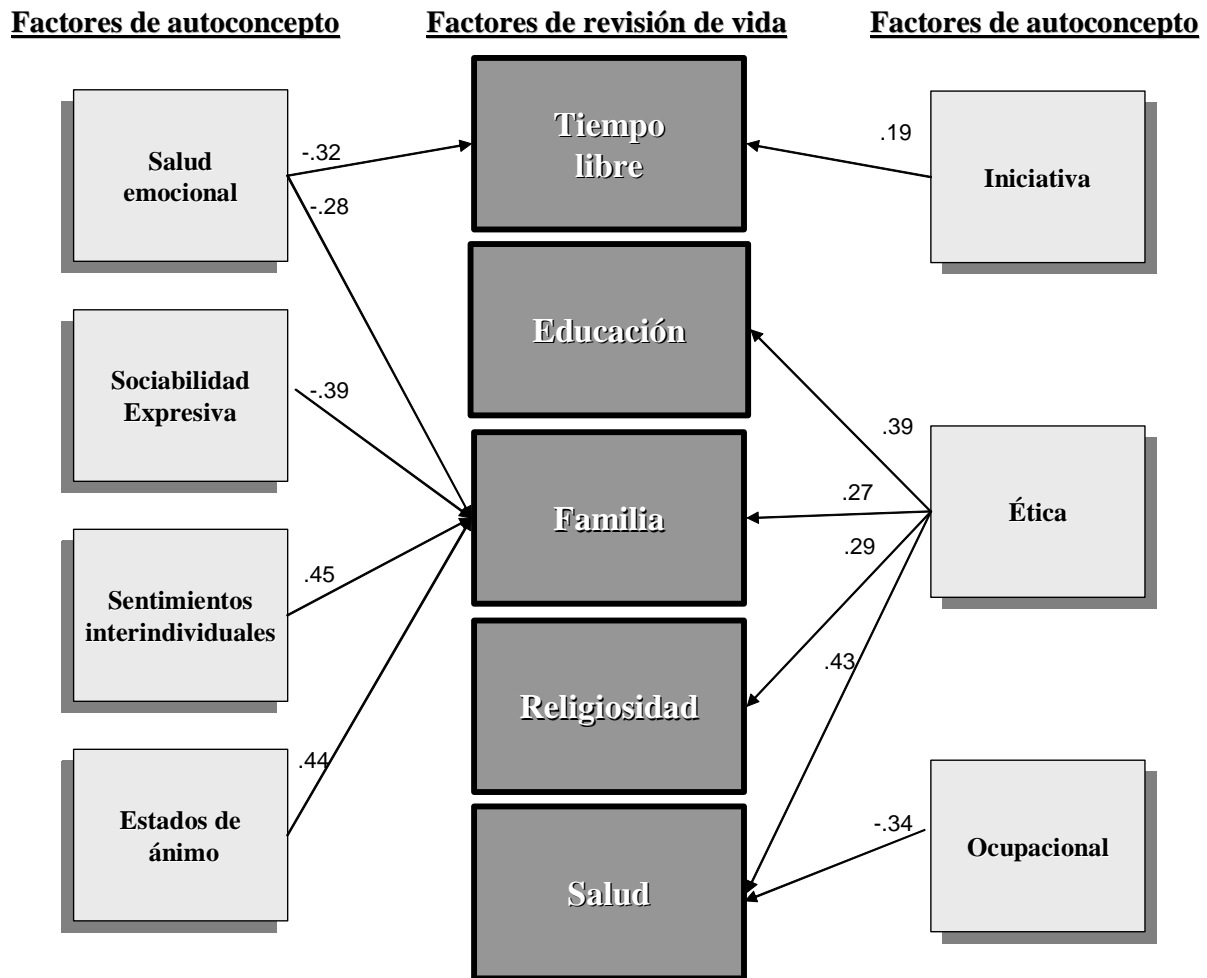 Factores de autoconcepto
Factores de revisión de vida
Factores de autoconcepto
Salud
emocional
-.32
-.28
Tiempo
libre
.19
Iniciativa
Educación
Sociabilidad
Expresiva
-.39
.39
Familia
.27
Ética
.29
.45
Sentimientos
interindividuales
.43
Religiosidad
.44
Estados de
ánimo
-.34
Ocupacional
Salud